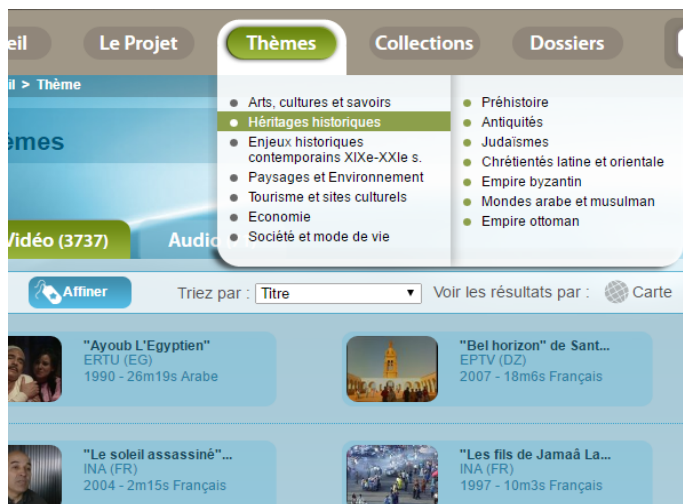 eil
Le Projet
Thèmes
Collections
Dossiers
il > Thème
èmes
Arts, cultures et savoirs
Héritages historiques
Enjeux historiques
contemporains XIXe-XXIe s.
Paysages et Environnement
Tourisme et sites culturels
Economie
Société et mode de vie
Préhistoire
Antiquités
Judaïsmes
Chrétientés latine et orientale
Empire byzantin
Mondes arabe et musulman
Empire ottoman
Vidéo (3737)
Audio
Affiner
Triez par : Titre
Voir les résultats par : Carte
"Ayoub L'Egyptien"
ERTU (EG)
1990 - 26m19s Arabe
"Bel horizon" de Sant...
EPTV (DZ)
2007 - 18m6s Français
"Le soleil assassiné"...
INA (FR)
2004 - 2m15s Français
"Les fils de Jamaâ La...
INA (FR)
1997 - 10m3s Français